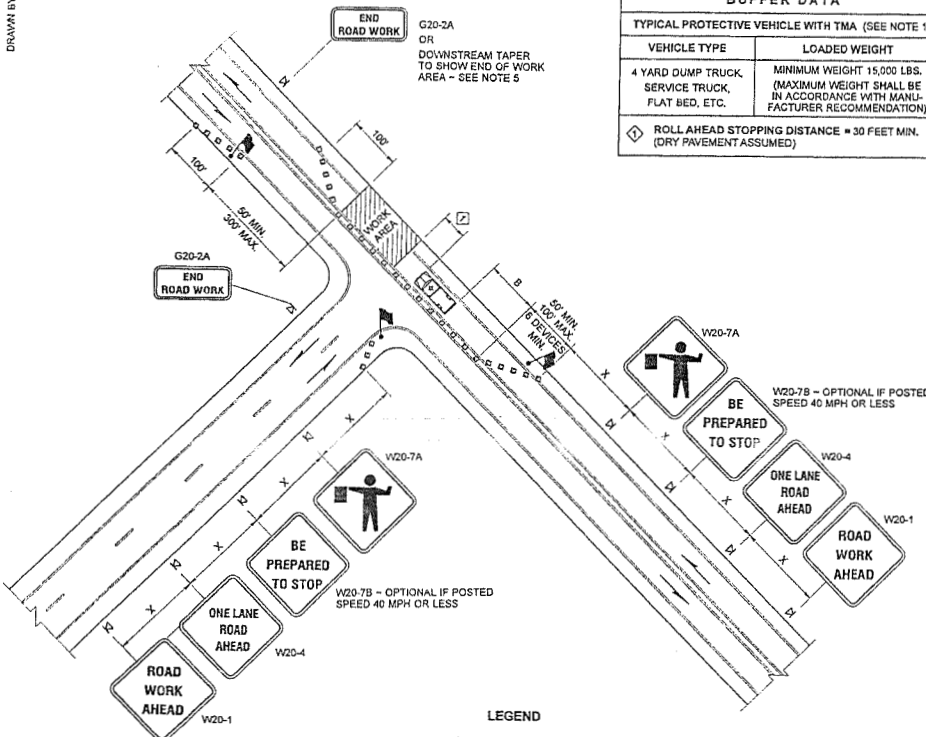 DRAWN BY
END
ROAD WORK
G20-2A
OR
DOWNSTREAM TAPER
TO SHOW END OF WORK
AREA - SEE NOTE 5
BUFFER DATA
TYPICAL PROTECTIVE VEHICLE WITH TMA (SEE NOTE 1
VEHICLE TYPE
LOADED WEIGHT
4 YARD DUMP TRUCK,
SERVICE TRUCK,
FLAT BED, ETC.
MINIMUM WEIGHT 15,000 LBS.
(MAXIMUM WEIGHT SHALL BE
IN ACCORDANCE WITH MANU-
FACTURER RECOMMENDATION)
1 ROLL AHEAD STOPPING DISTANCE = 30 FEET MIN.
(DRY PAVEMENT ASSUMED)
100'
100'
50' MIN.
300' MAX.
WORK
AREA
1
G20-2A
END
ROAD WORK
B
50' MIN.
100' MAX.
6 DEVICES
MIN.
X
X
X
X
W20-7A
BE
PREPARED
TO STOP
W20-7B - OPTIONAL IF POSTED
SPEED 40 MPH OR LESS
ONE LANE
ROAD
AHEAD
W20-4
ROAD
WORK
AHEAD
W20-1
X
X
X
X
W20-7A
BE
PREPARED
TO STOP
W20-7B - OPTIONAL IF POSTED
SPEED 40 MPH OR LESS
ONE LANE
ROAD
AHEAD
W20-4
ROAD
WORK
AHEAD
W20-1
LEGEND